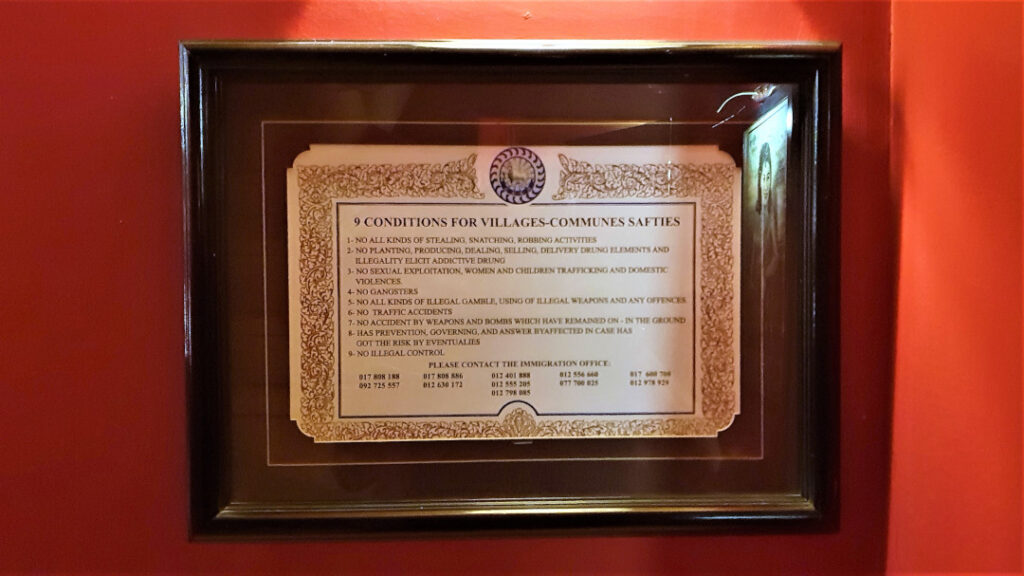 9 CONDITIONS FOR VILLAGES-COMMUNES SAFTIES
1- NO ALL KINDS OF STEALING, SNATCHING, ROBBING ACTIVITIES
2- NO PLANTING, PRODUCING, DEALING, SELLING, DELIVERY DRUNG ELEMENTS AND
ILLEGALITY ELICIT ADDICTIVE DRUNG
3- NO SEXUAL EXPLOITATION, WOMEN AND CHILDREN TRAFFICKING AND DOMESTIC
VIOLENCES.
4- NO GANGSTERS
5- NO ALL KINDS OF ILLEGAL GAMBLE, USING OF ILLEGAL WEAPONS AND ANY OFFENCES.
6- NO TRAFFIC ACCIDENTS
7- NO ACCIDENT BY WEAPONS AND BOMBS WHICH HAVE REMAINED ON - IN THE GROUND
8- HAS PREVENTION, GOVERNING, AND ANSWER BYAFFECTED IN CASE HAS
GOT THE RISK BY EVENTUALIES
9- NO ILLEGAL CONTROL
PLEASE CONTACT THE IMMIGRATION OFFICE:
017 808 188 017 808 886 012 401 888 012 556 660 017
092 725 557 012 630 172 012 555 205 077 700 025 012 978 929
012 798 085